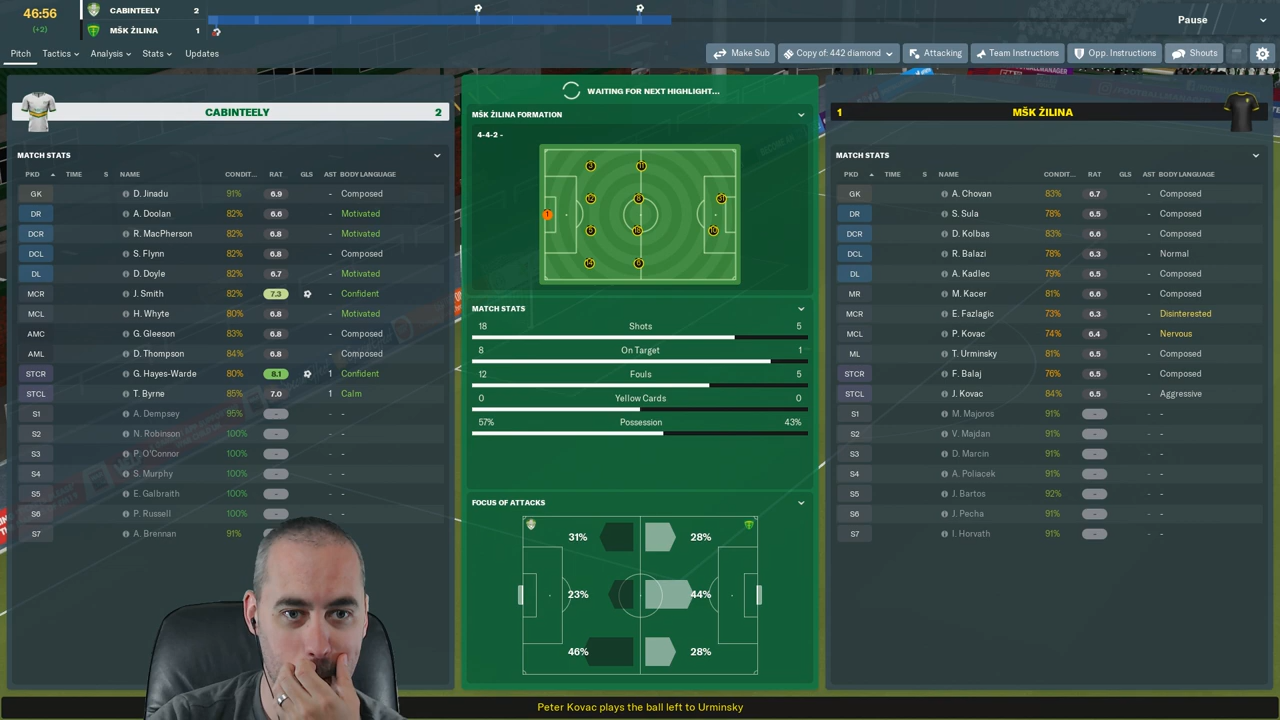 46:56
(+2)
CABINTEELY 2
MŠK ŽILINA 1
Pause
Pitch Tactics Analysis Stats Updates
Make Sub Copy of: 442 diamond Attacking Team Instructions Opp. Instructions Shouts
CABINTEELY 2
MATCH STATS
PKD TIME S NAME CONDIT... RAT GLS AST BODY LANGUAGE
GK D. Jinadu 91% 6.9 - Composed
DR A. Doolan 82% 6.6 - Motivated
DCR R. MacPherson 82% 6.8 - Motivated
DCL S. Flynn 82% 6.8 - Composed
DL D. Doyle 82% 6.7 - Motivated
MCR J. Smith 82% 7.3 - Confident
MCL H. Whyte 80% 6.8 - Motivated
AMC G. Gleeson 83% 6.8 - Composed
AML D. Thompson 84% 6.8 - Composed
STCR G. Hayes-Warde 80% 8.1 1 Confident
STCL T. Byrne 85% 7.0 1 Calm
S1 A. Dempsey 95% - - -
S2 N. Robinson 100% - - -
S3 P. O'Connor 100% - - -
S4 S. Murphy 100% - - -
S5 E. Galbraith 100% - - -
S6 P. Russell 100% - - -
S7 A. Brennan 91% - - -
WAITING FOR NEXT HIGHLIGHT...
MŠK ŽILINA FORMATION
4-4-2 -
MATCH STATS
18 Shots 5
8 On Target 1
12 Fouls 5
0 Yellow Cards 0
57% Possession 43%
FOCUS OF ATTACKS
31% 28%
23% 44%
46% 28%
1 MŠK ŽILINA
MATCH STATS
PKD TIME S NAME CONDIT... RAT GLS AST BODY LANGUAGE
GK A. Chovan 83% 6.7 - Composed
DR S. Sula 78% 6.5 - Composed
DCR D. Kolbas 83% 6.6 - Composed
DCL R. Balazi 78% 6.3 - Normal
DL A. Kadlec 79% 6.5 - Composed
MR M. Kacer 81% 6.6 - Composed
MCR E. Fazlagic 73% 6.3 - Disinterested
MCL P. Kovac 74% 6.4 - Nervous
ML T. Urminsky 81% 6.5 - Composed
STCR F. Balaj 76% 6.5 - Composed
STCL J. Kovac 84% 6.5 - Aggressive
S1 M. Majoros 91% - - -
S2 V. Majdan 91% - - -
S3 D. Marcin 91% - - -
S4 A. Poliacek 91% - - -
S5 J. Bartos 92% - - -
S6 J. Pecha 91% - - -
S7 I. Horvath 91% - - -
Peter Kovac plays the ball left to Urminsky